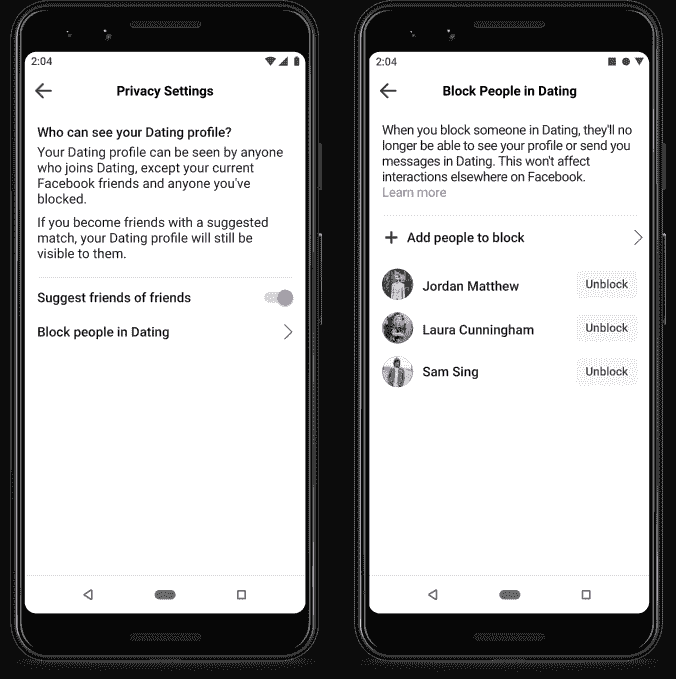 2:04
Privacy Settings
Who can see your Dating profile?
Your Dating profile can be seen by anyone
who joins Dating, except your current
Facebook friends and anyone you've
blocked.
If you become friends with a suggested
match, your Dating profile will still be
visible to them.
Suggest friends of friends
Block people in Dating
2:04
Block People in Dating
When you block someone in Dating, they'll no
longer be able to see your profile or send you
messages in Dating. This won't affect
interactions elsewhere on Facebook.
Learn more
Add people to block
Jordan Matthew Unblock
Laura Cunningham Unblock
Sam Sing Unblock